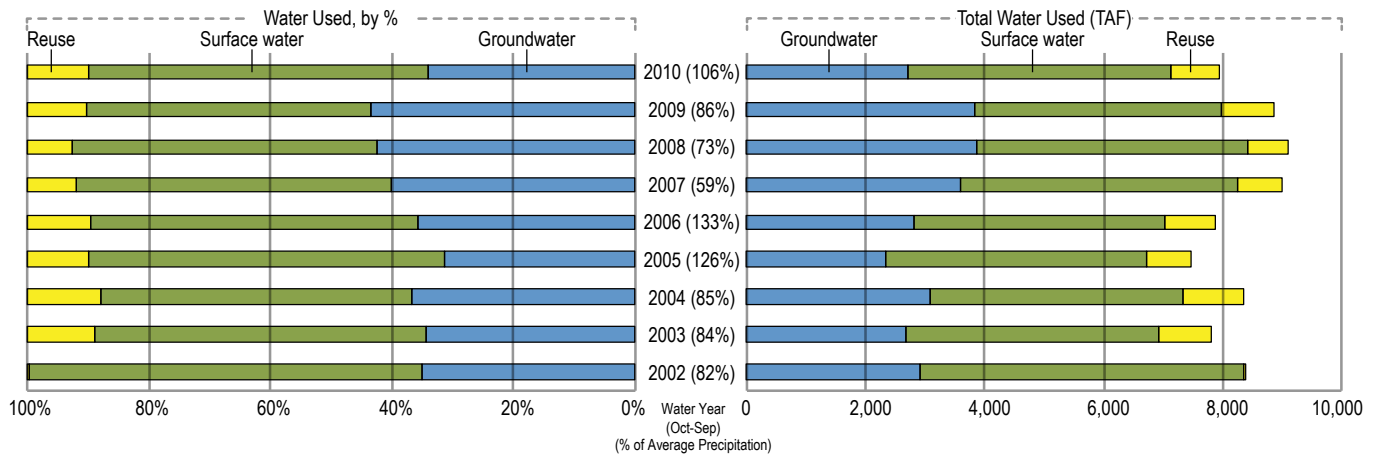 Water Used, by %
Total Water Used (TAF)
Reuse Surface water Groundwater
Groundwater Surface water Reuse
2010 (106%)
2009 (86%)
2008 (73%)
2007 (59%)
2006 (133%)
2005 (126%)
2004 (85%)
2003 (84%)
2002 (82%)
100% 80% 60% 40% 20% 0%
Water Year
(Oct-Sep)
(% of Average Precipitation)
0 2,000 4,000 6,000 8,000 10,000